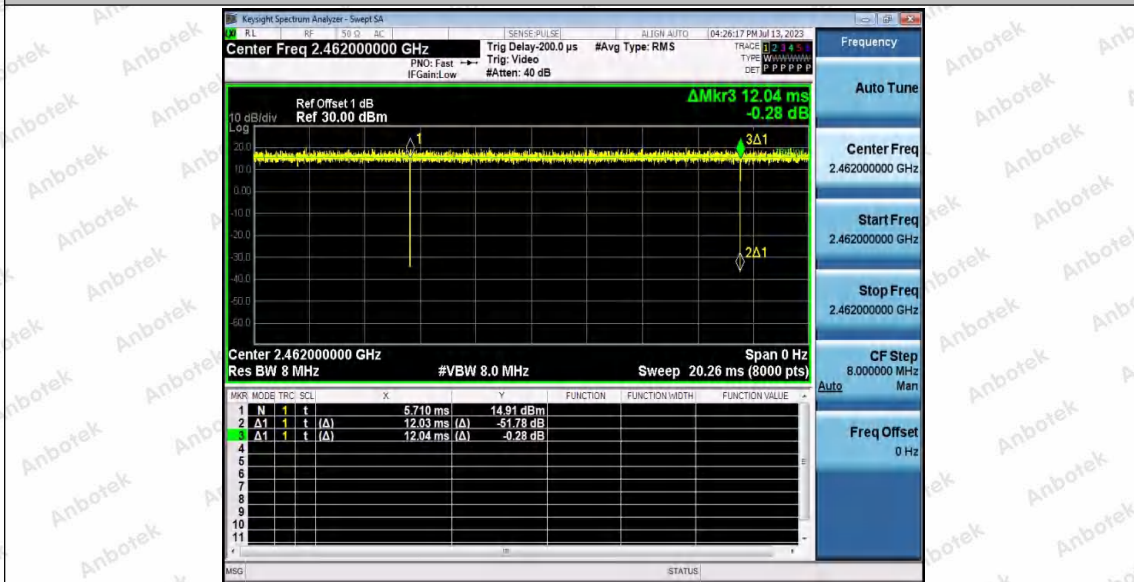 Keysight Spectrum Analyzer - Swept SA
RL RF 50 Ω AC SENSE:PULSE ALIGN AUTO 04:26:17 PM Jul 13, 2023
Center Freq 2.462000000 GHz
PNO: Fast
IFGain:Low
Trig Delay-200.0 µs
Trig: Video
#Atten: 40 dB
#Avg Type: RMS
TRACE 1 2 3 4 5 6
TYPE WWWWWW
DET P P P P P P
Frequency
Ref Offset 1 dB
10 dB/div Ref 30.00 dBm
Log
ΔMkr3 12.04 ms
-0.28 dB
20.0
10.0
0.00
-10.0
-20.0
-30.0
-40.0
-50.0
-60.0
1
3Δ1
2Δ1
Center 2.462000000 GHz Span 0 Hz
Res BW 8 MHz #VBW 8.0 MHz Sweep 20.26 ms (8000 pts)
MKR MODE TRC SCL X Y FUNCTION FUNCTION WIDTH FUNCTION VALUE
1 N 1 t 5.710 ms 14.91 dBm
2 Δ1 1 t (Δ) 12.03 ms (Δ) -51.78 dB
3 Δ1 1 t (Δ) 12.04 ms (Δ) -0.28 dB
4
5
6
7
8
9
10
11
MSG STATUS
Auto Tune
Center Freq
2.462000000 GHz
Start Freq
2.462000000 GHz
Stop Freq
2.462000000 GHz
CF Step
8.000000 MHz
Auto Man
Freq Offset
0 Hz
Anbotek